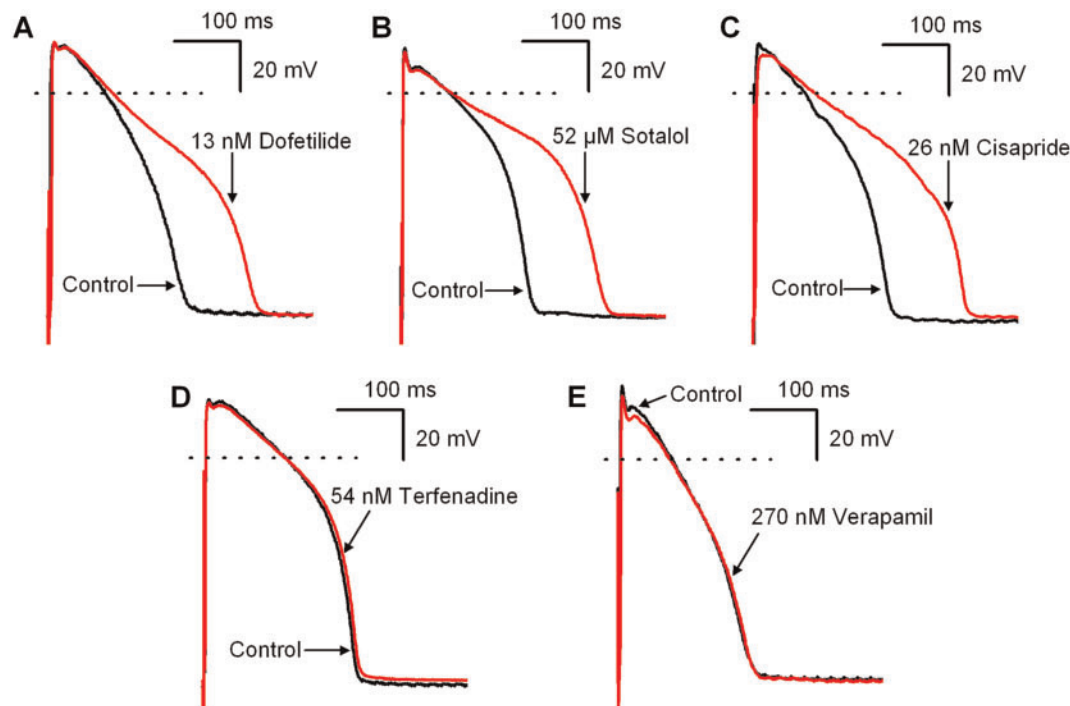 A
100 ms
20 mV
13 nM Dofetilide
Control
B
100 ms
20 mV
52 µM Sotalol
Control
C
100 ms
20 mV
26 nM Cisapride
Control
D
100 ms
20 mV
54 nM Terfenadine
Control
E
Control
100 ms
20 mV
270 nM Verapamil